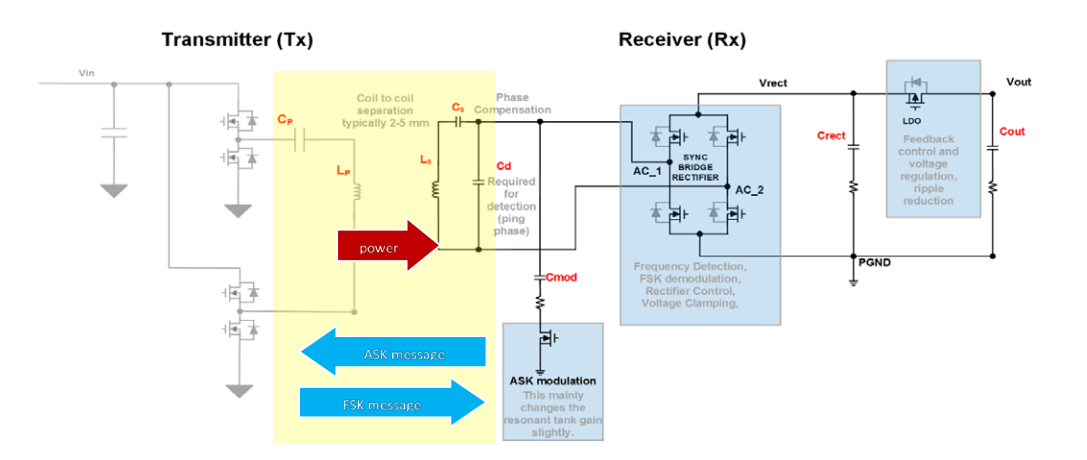 Transmitter (Tx)
Receiver (Rx)
Vin
Coil to coil
separation
typically 2-5 mm
CP
LP
Cs
Phase
Compensation
Ls
Cd
Required
for
detection
(ping
phase)
power
Cmod
ASK message
FSK message
ASK modulation
This mainly
changes the
resonant tank gain
slightly.
Vrect
SYNC
BRIDGE
RECTIFIER
AC_1
AC_2
Frequency Detection,
FSK demodulation,
Rectifier Control,
Voltage Clamping,
Crect
PGND
LDO
Feedback
control and
voltage
regulation,
ripple
reduction
Vout
Cout